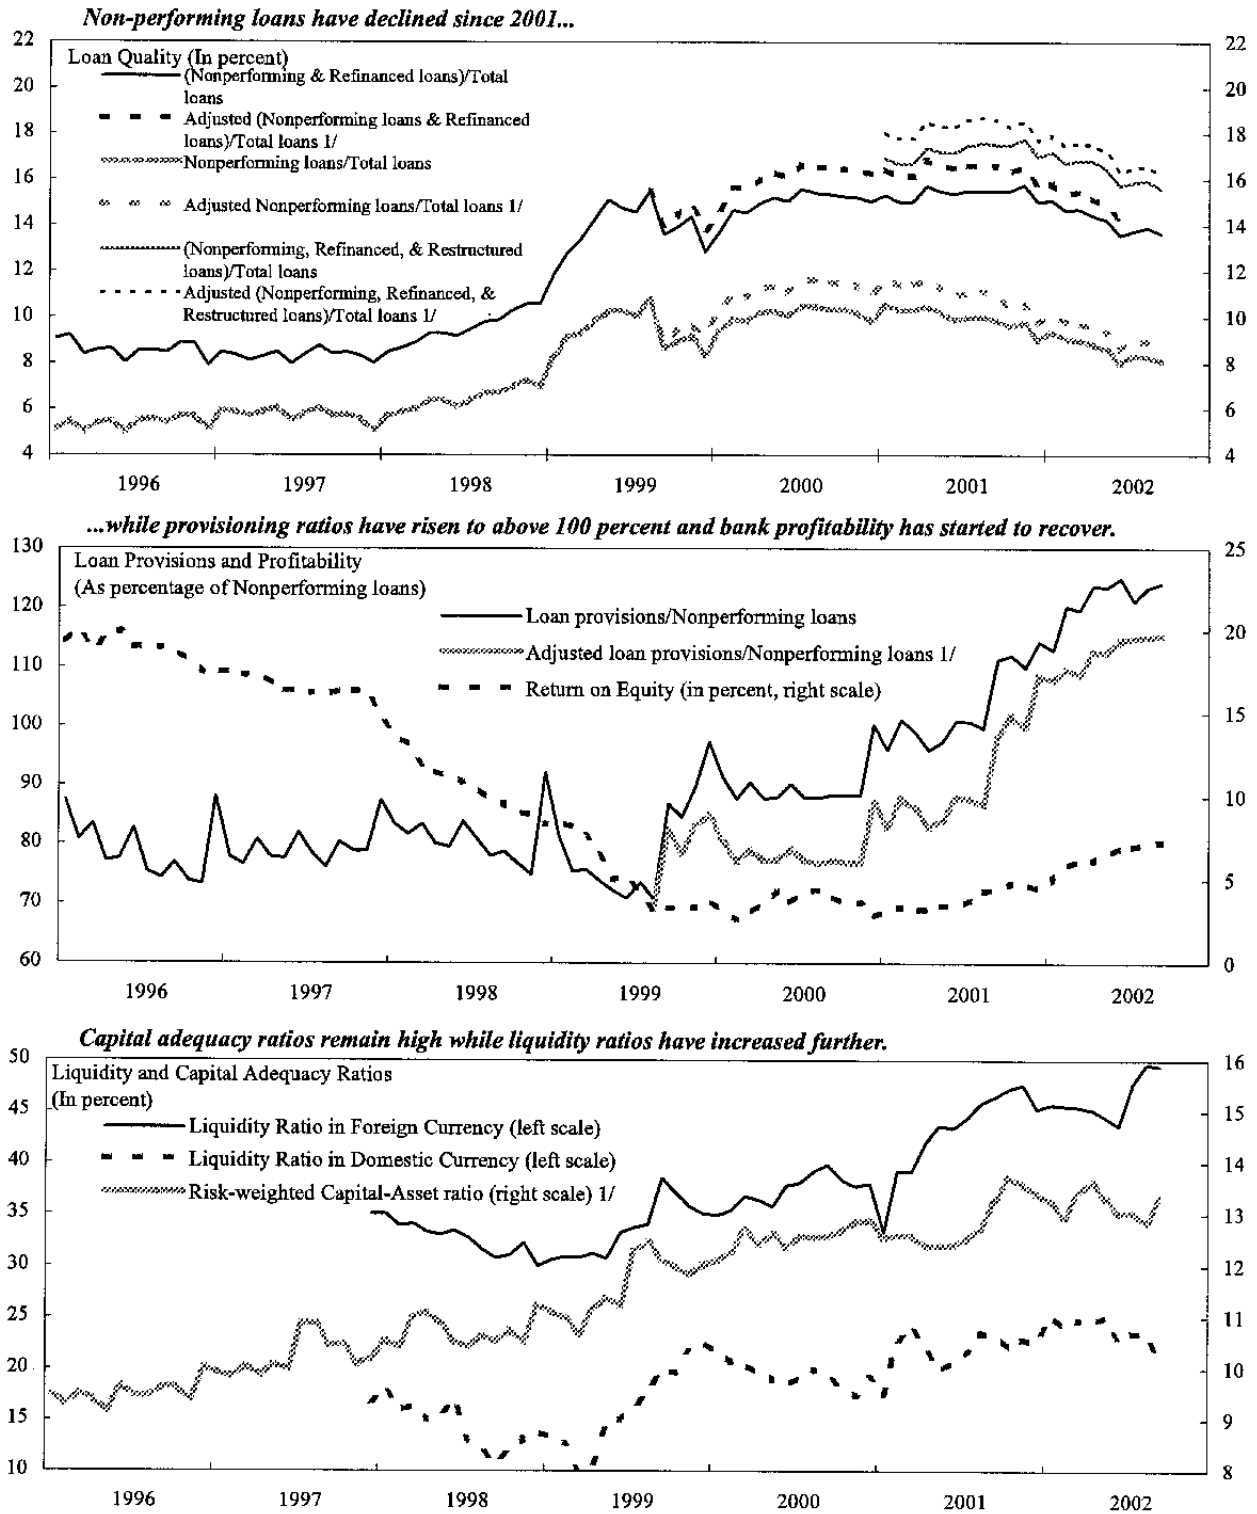 Non-performing loans have declined since 2001...
22
20
18
16
14
12
10
8
6
4
Loan Quality (In percent)
(Nonperforming & Refinanced loans)/Total
loans
Adjusted (Nonperforming loans & Refinanced
loans)/Total loans 1/
Nonperforming loans/Total loans
Adjusted Nonperforming loans/Total loans 1/
(Nonperforming, Refinanced, & Restructured
loans)/Total loans
Adjusted (Nonperforming, Refinanced, &
Restructured loans)/Total loans 1/
22
20
18
16
14
12
10
8
6
4
1996 1997 1998 1999 2000 2001 2002
...while provisioning ratios have risen to above 100 percent and bank profitability has started to recover.
130
120
110
100
90
80
70
60
Loan Provisions and Profitability
(As percentage of Nonperforming loans)
Loan provisions/Nonperforming loans
Adjusted loan provisions/Nonperforming loans 1/
Return on Equity (in percent, right scale)
25
20
15
10
5
0
1996 1997 1998 1999 2000 2001 2002
Capital adequacy ratios remain high while liquidity ratios have increased further.
50
45
40
35
30
25
20
15
10
Liquidity and Capital Adequacy Ratios
(In percent)
Liquidity Ratio in Foreign Currency (left scale)
Liquidity Ratio in Domestic Currency (left scale)
Risk-weighted Capital-Asset ratio (right scale) 1/
16
15
14
13
12
11
10
9
8
1996 1997 1998 1999 2000 2001 2002